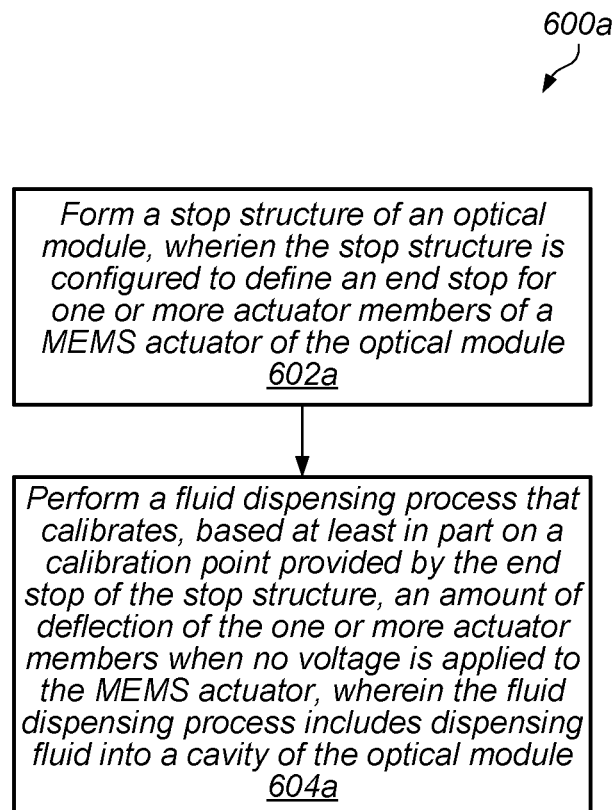 600a
Form a stop structure of an optical
module, wherien the stop structure is
configured to define an end stop for
one or more actuator members of a
MEMS actuator of the optical module
602a
Perform a fluid dispensing process that
calibrates, based at least in part on a
calibration point provided by the end
stop of the stop structure, an amount of
deflection of the one or more actuator
members when no voltage is applied to
the MEMS actuator, wherein the fluid
dispensing process includes dispensing
fluid into a cavity of the optical module
604a